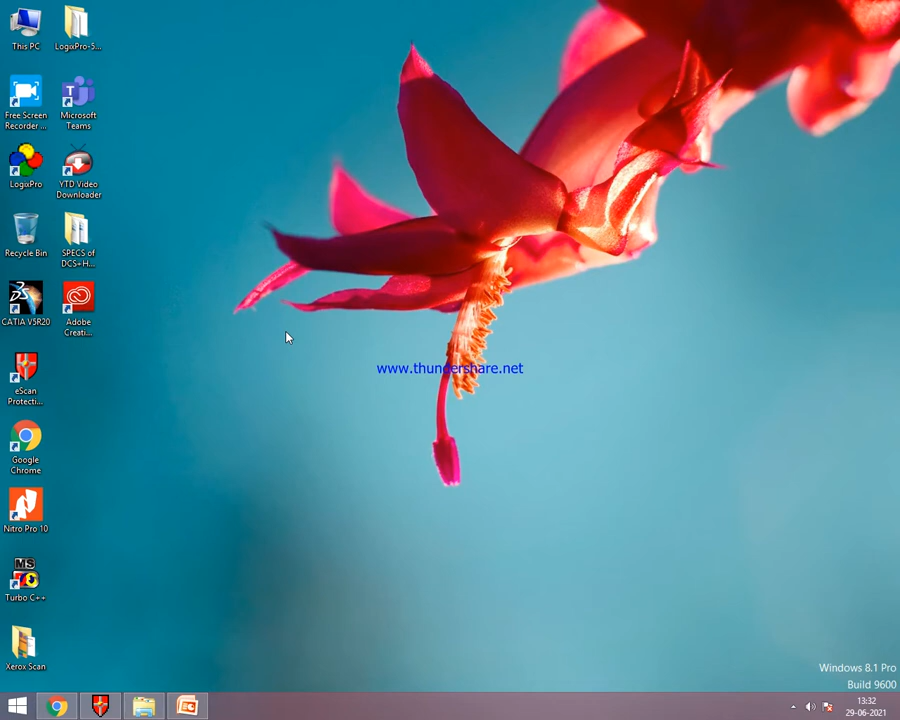 This PC
LogixPro-5...
Free Screen
Recorder ...
Microsoft
Teams
LogixPro
YTD Video
Downloader
Recycle Bin
SPECS of
DCS+H...
CATIA V5R20
Adobe
Creati...
eScan
Protecti...
www.thundershare.net
Google
Chrome
Nitro Pro 10
MS
Turbo C++
Xerox Scan
Windows 8.1 Pro
Build 9600
13:32
29-06-2021